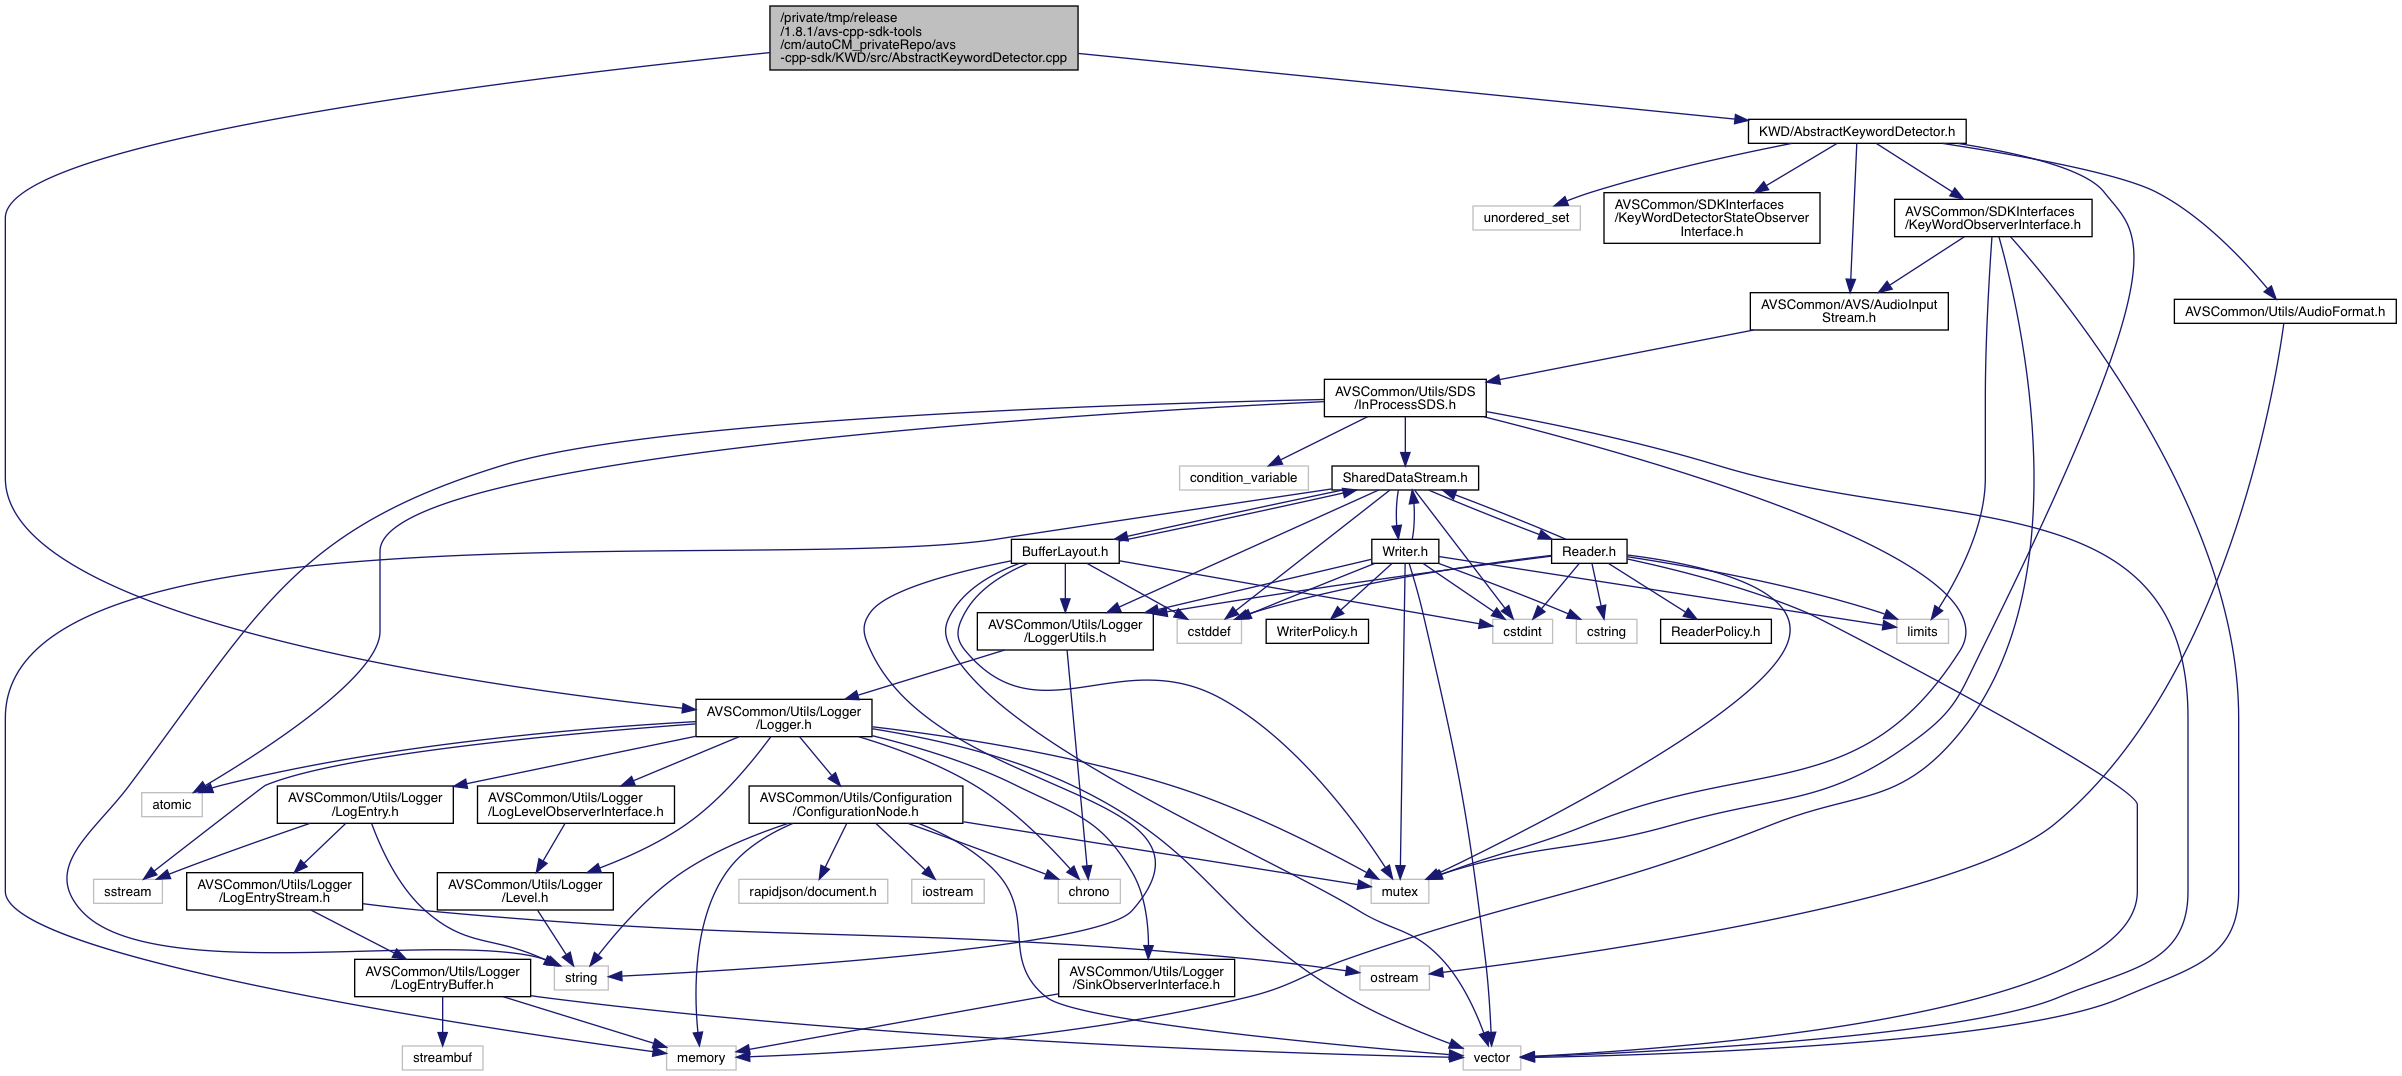 /private/tmp/release
/1.8.1/avs-cpp-sdk-tools
/cm/autoCM_privateRepo/avs
-cpp-sdk/KWD/src/AbstractKeywordDetector.cpp
KWD/AbstractKeywordDetector.h
unordered_set
AVSCommon/SDKInterfaces
/KeyWordDetectorStateObserver
Interface.h
AVSCommon/SDKInterfaces
/KeyWordObserverInterface.h
AVSCommon/AVS/AudioInput
Stream.h
AVSCommon/Utils/AudioFormat.h
AVSCommon/Utils/SDS
/InProcessSDS.h
condition_variable
SharedDataStream.h
BufferLayout.h
Writer.h
Reader.h
AVSCommon/Utils/Logger
/LoggerUtils.h
cstddef
WriterPolicy.h
cstdint
cstring
ReaderPolicy.h
limits
AVSCommon/Utils/Logger
/Logger.h
atomic
AVSCommon/Utils/Logger
/LogEntry.h
AVSCommon/Utils/Logger
/LogLevelObserverInterface.h
AVSCommon/Utils/Configuration
/ConfigurationNode.h
sstream
AVSCommon/Utils/Logger
/LogEntryStream.h
AVSCommon/Utils/Logger
/Level.h
rapidjson/document.h
iostream
chrono
mutex
AVSCommon/Utils/Logger
/LogEntryBuffer.h
string
AVSCommon/Utils/Logger
/SinkObserverInterface.h
ostream
streambuf
memory
vector